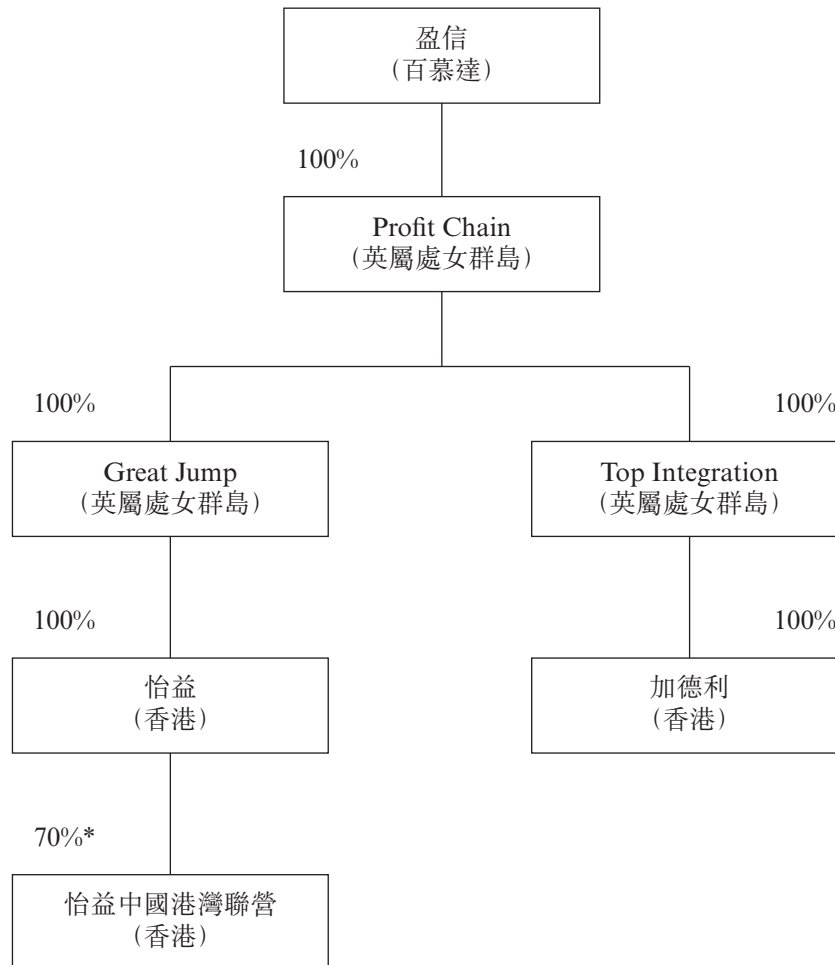 盈信
(百慕達)
100%
Profit Chain
(英屬處女群島)
100%
100%
Great Jump
(英屬處女群島)
Top Integration
(英屬處女群島)
100%
100%
怡益
(香港)
加德利
(香港)
70%*
怡益中國港灣聯營
(香港)